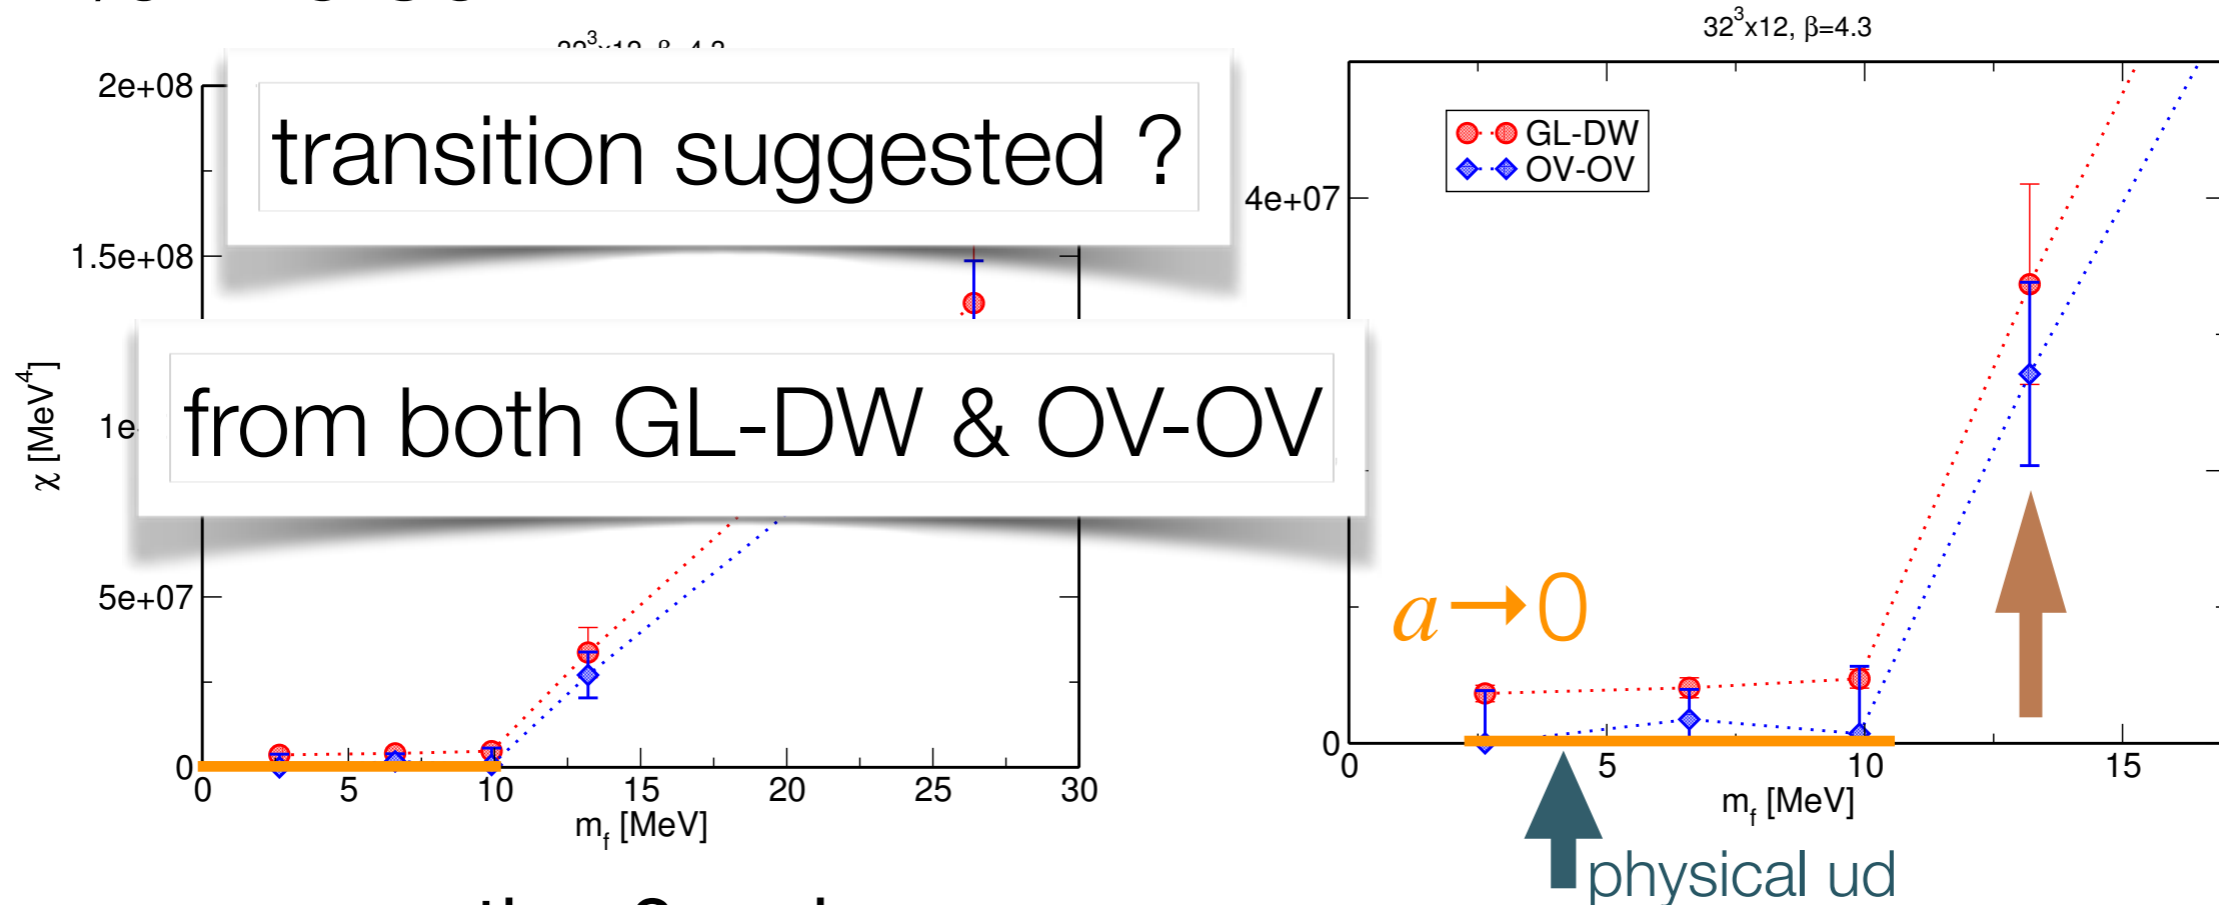 2e+08
1.5e+08
5e+07
0
χ [MeV⁴]
0 5 10 15 20 25 30
m_f [MeV]
transition suggested ?
from both GL-DW & OV-OV
32³x12, β=4.3
GL-DW
OV-OV
4e+07
0
a→0
0 5 10 15
m_f [MeV]
physical ud